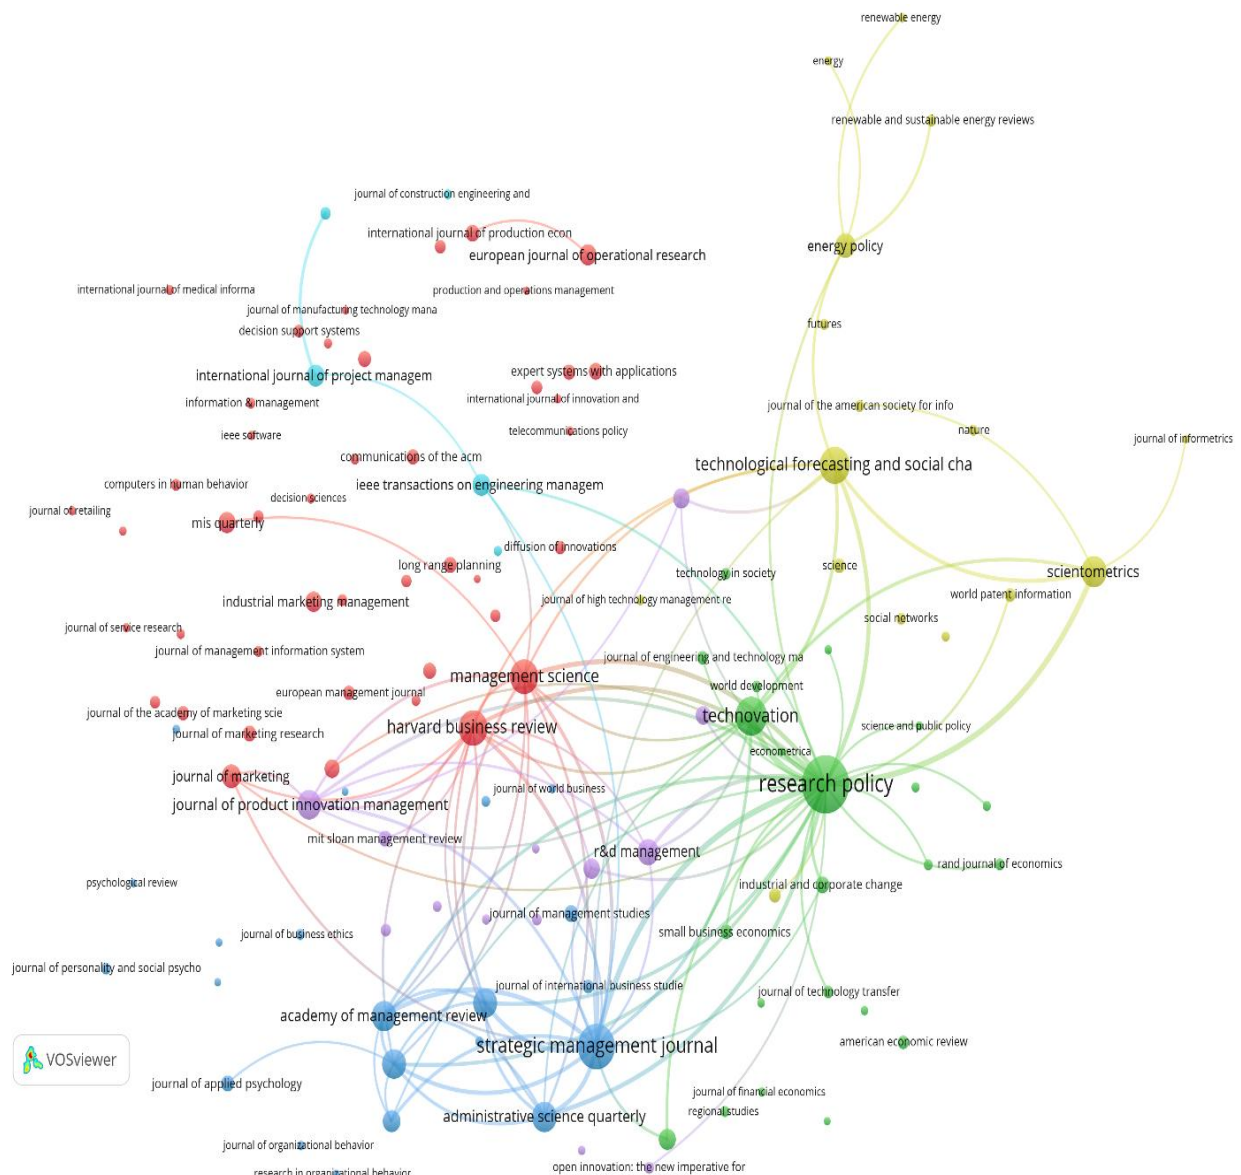 renewable energy
energy
renewable and sustainable energy reviews
journal of construction engineering and
international journal of production econ
energy policy
european journal of operational research
international journal of medical informa
production and operations management
journal of manufacturing technology mana
futures
decision support systems
expert systems with applications
international journal of project managem
international journal of innovation and
information & management
journal of the american society for info
nature
telecommunications policy
ieee software
journal of informetrics
communications of the acm
technological forecasting and social cha
computers in human behavior
ieee transactions on engineering managem
decision sciences
journal of retailing
mis quarterly
diffusion of innovations
long range planning
science
technology in society
scientometrics
world patent information
journal of high technology management re
industrial marketing management
social networks
journal of service research
journal of management information system
journal of engineering and technology ma
management science
world development
european management journal
journal of the academy of marketing scie
technovation
harvard business review
science and public policy
journal of marketing research
econometrica
journal of marketing
research policy
journal of world business
journal of product innovation management
mit sloan management review
r&d management
rand journal of economics
psychological review
industrial and corporate change
journal of management studies
journal of business ethics
small business economics
journal of personality and social psycho
journal of international business studie
journal of technology transfer
academy of management review
american economic review
strategic management journal
VOSviewer
journal of applied psychology
journal of financial economics
regional studies
administrative science quarterly
journal of organizational behavior
open innovation: the new imperative for
research in organizational behavior